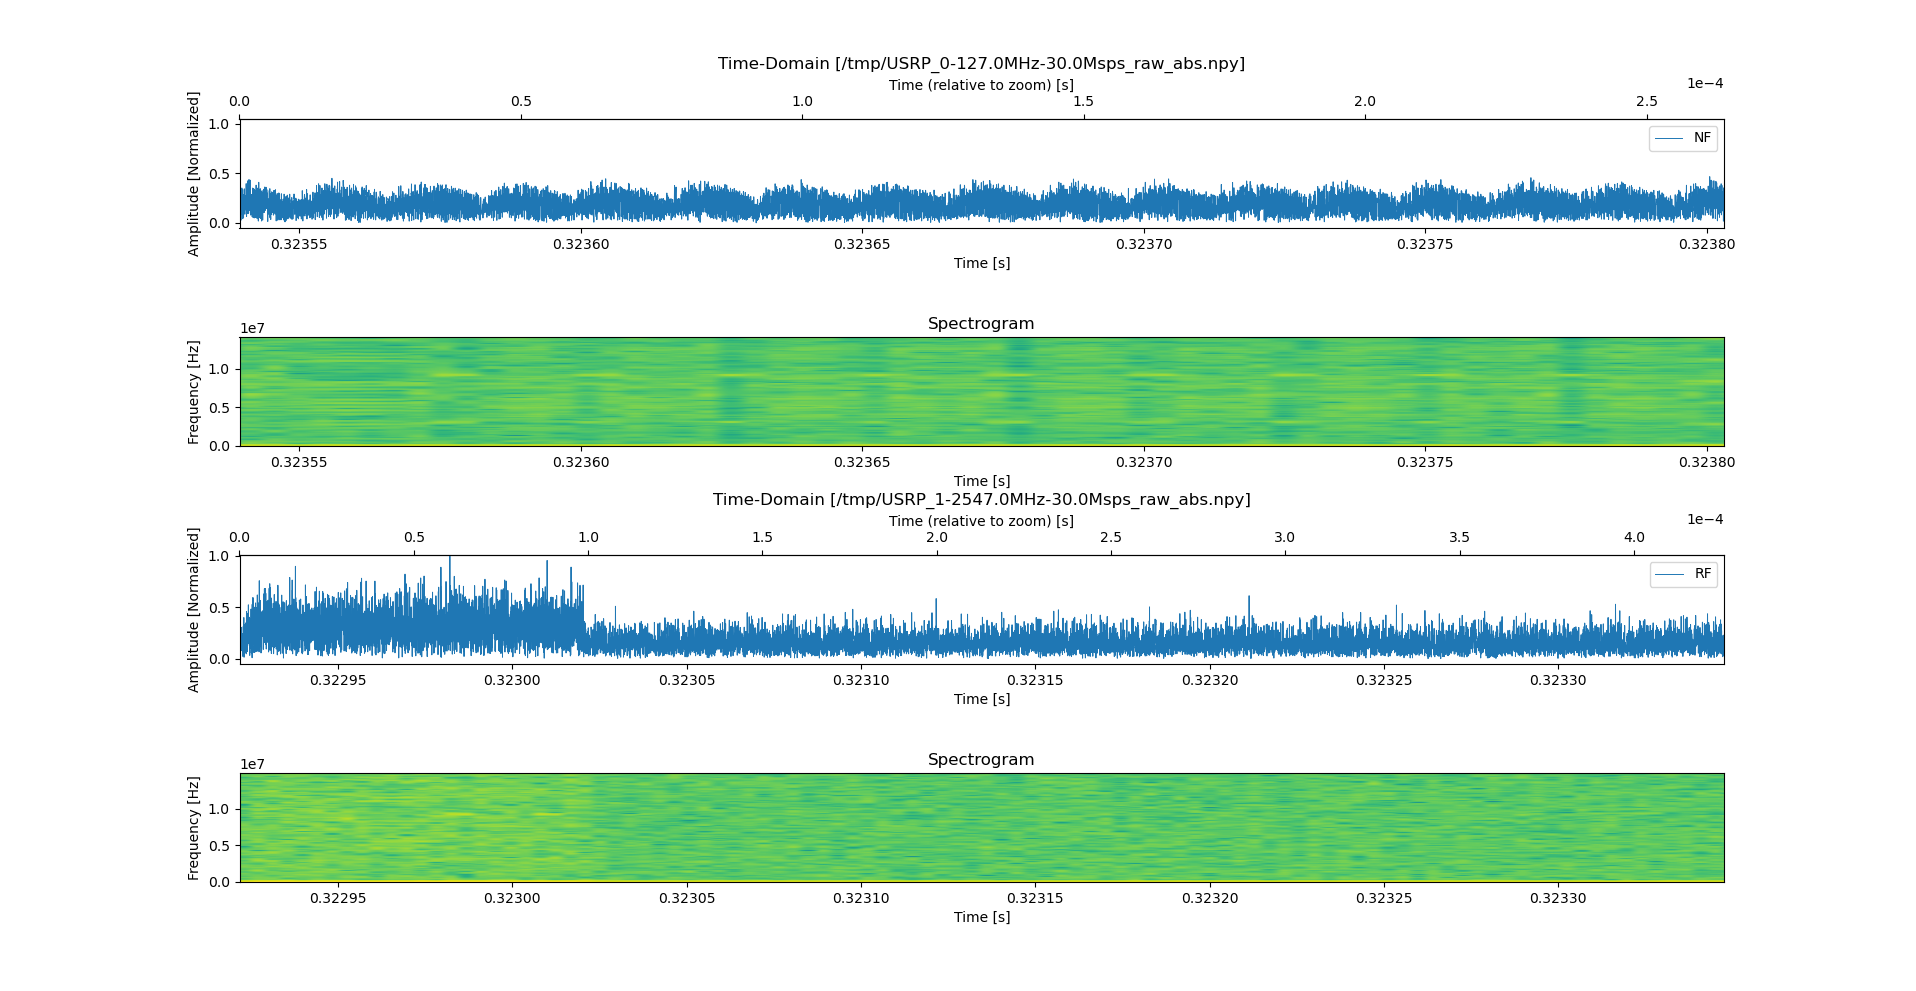 Time-Domain [/tmp/USRP_0-127.0MHz-30.0Msps_raw_abs.npy]
Time (relative to zoom) [s]
1e−4
0.0 0.5 1.0 1.5 2.0 2.5
Amplitude [Normalized]
1.0
0.5
0.0
NF
0.32355 0.32360 0.32365 0.32370 0.32375 0.32380
Time [s]
Spectrogram
1e7
Frequency [Hz]
1.0
0.5
0.0
0.32355 0.32360 0.32365 0.32370 0.32375 0.32380
Time [s]
Time-Domain [/tmp/USRP_1-2547.0MHz-30.0Msps_raw_abs.npy]
Time (relative to zoom) [s]
1e−4
0.0 0.5 1.0 1.5 2.0 2.5 3.0 3.5 4.0
Amplitude [Normalized]
1.0
0.5
0.0
RF
0.32295 0.32300 0.32305 0.32310 0.32315 0.32320 0.32325 0.32330
Time [s]
Spectrogram
1e7
Frequency [Hz]
1.0
0.5
0.0
0.32295 0.32300 0.32305 0.32310 0.32315 0.32320 0.32325 0.32330
Time [s]